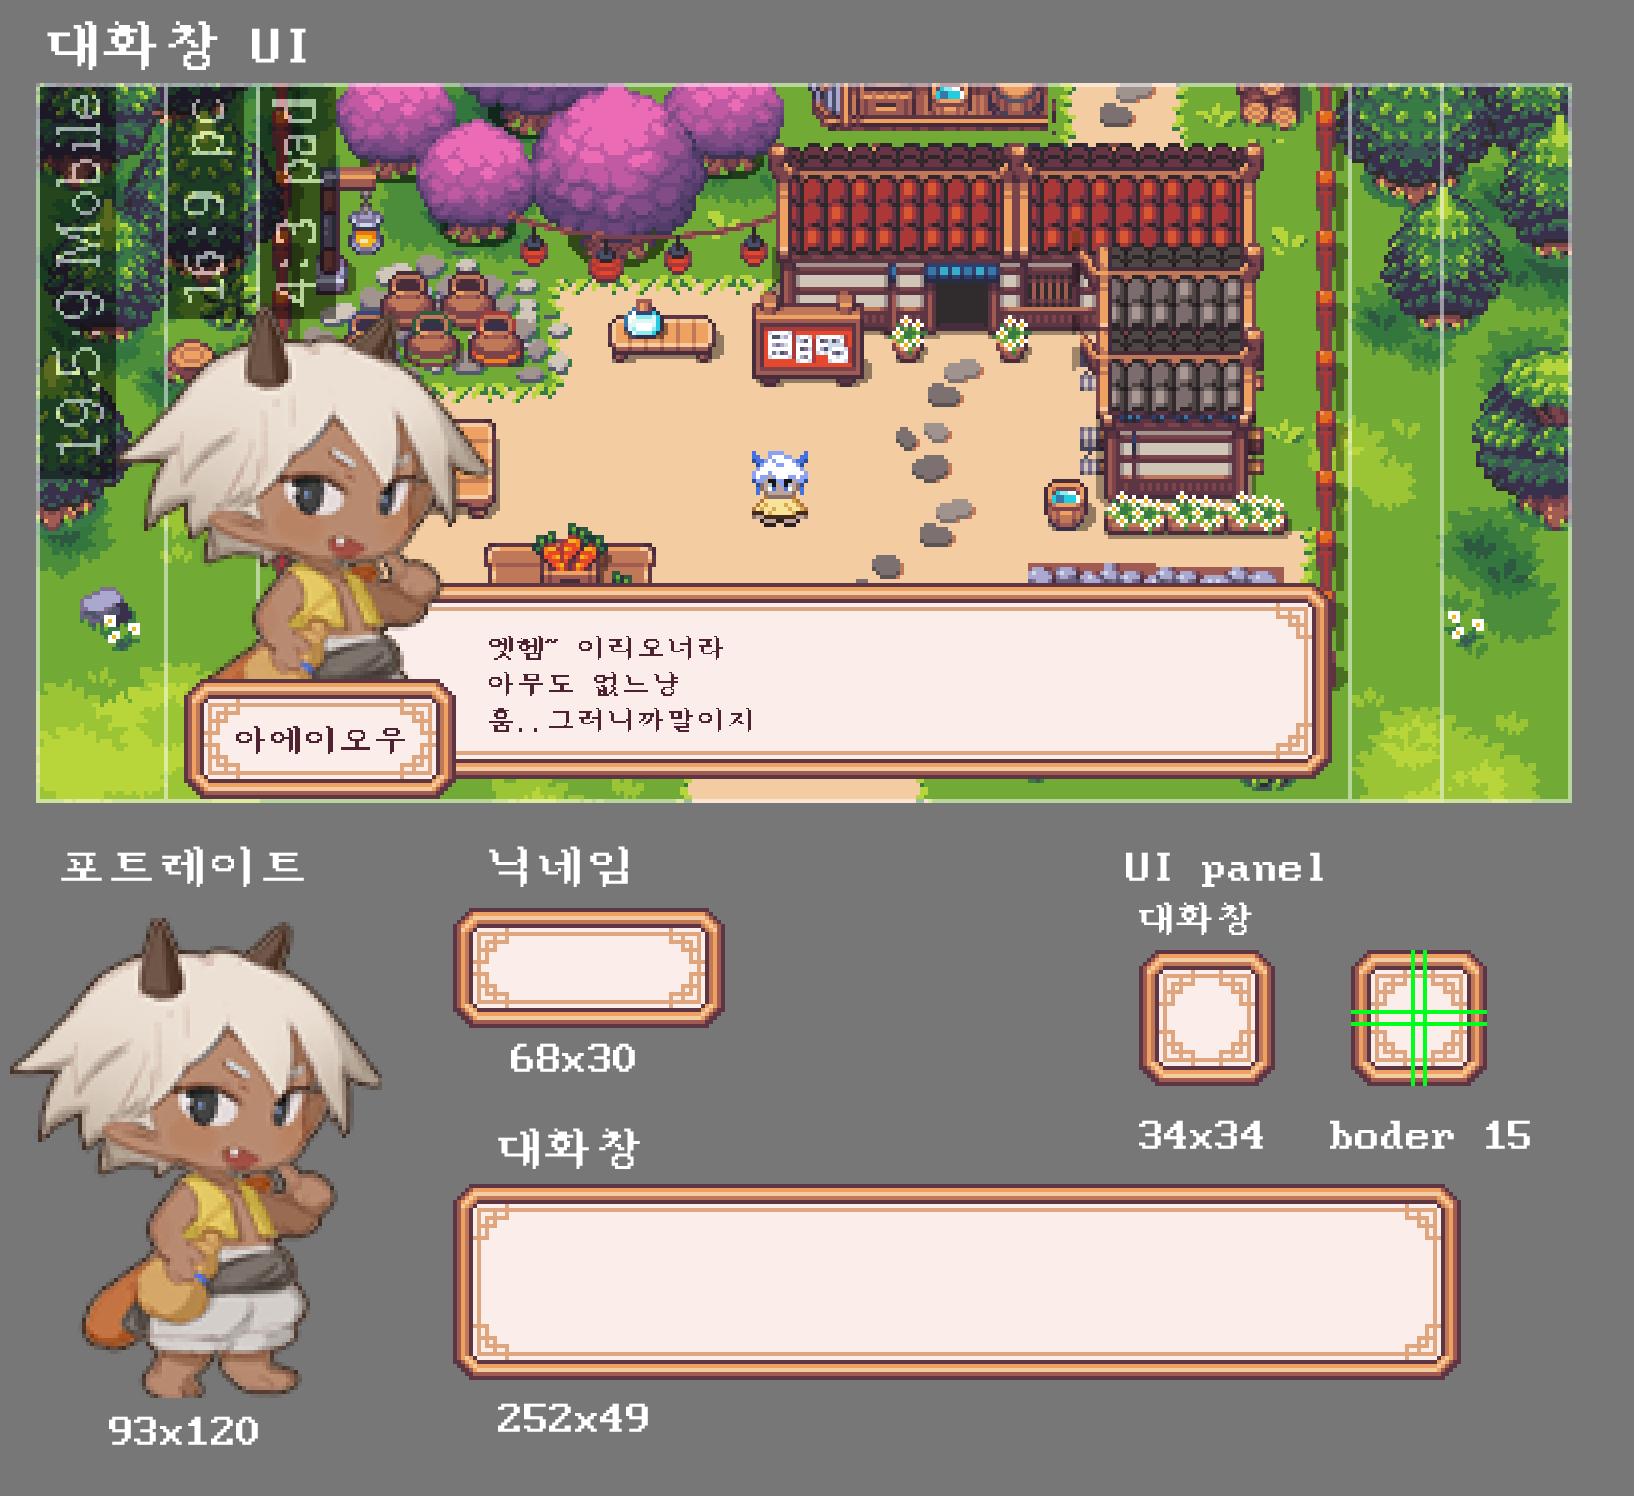 대화창 UI
19.5:9 Mobile
16:9 pc
4:3 pad
엣헴~ 이리오너라
아무도 없느냥
흠..그러니까말이지
아에이오우
포트레이트
닉네임
UI panel
대화창
68x30
34x34
boder 15
대화창
93x120
252x49